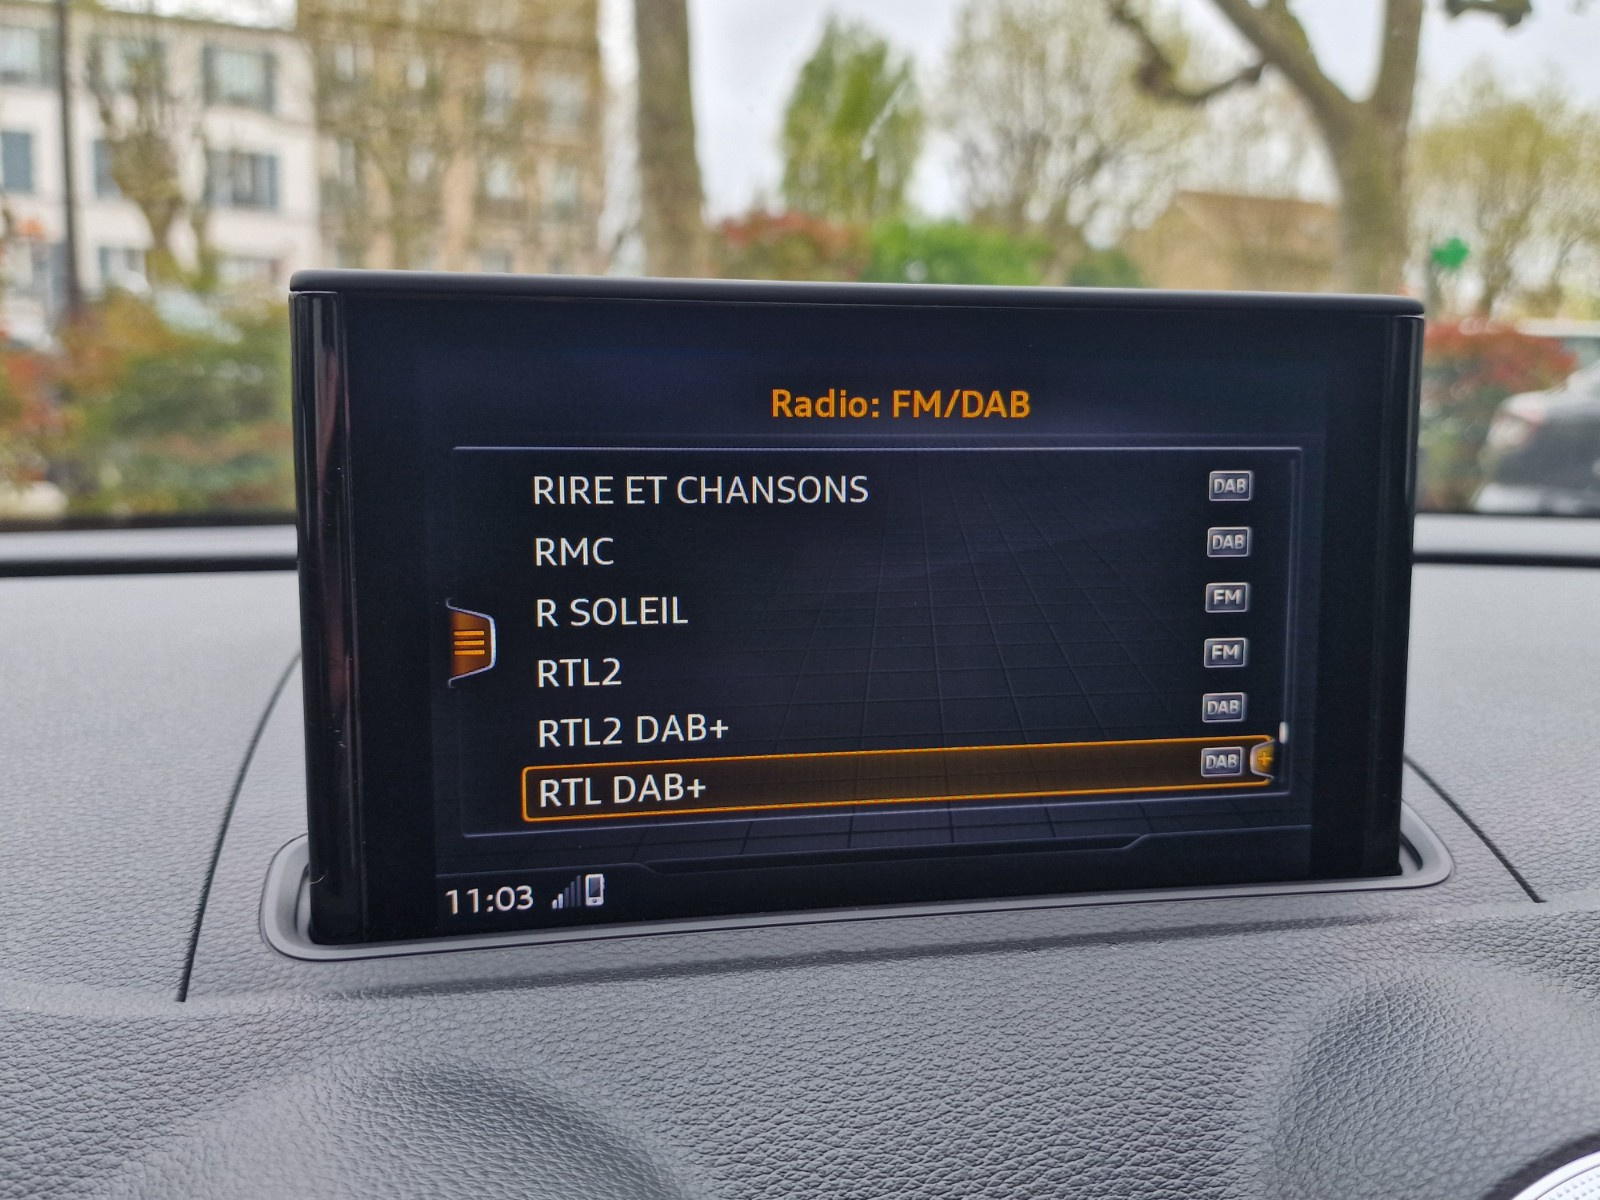 Radio: FM/DAB
RIRE ET CHANSONS DAB
RMC DAB
R SOLEIL FM
RTL2 FM
RTL2 DAB+ DAB
RTL DAB+ DAB +
11:03